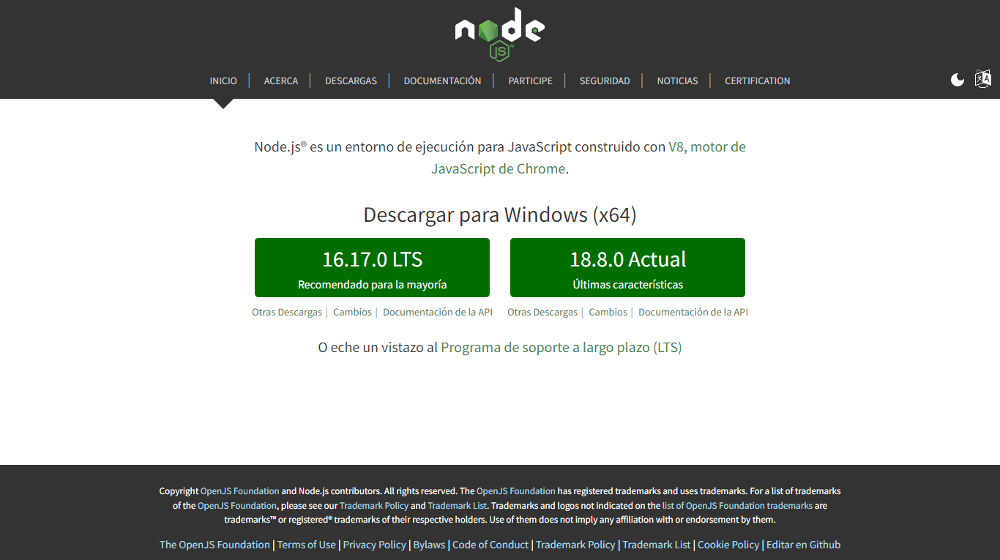 node
JS
INICIO | ACERCA | DESCARGAS | DOCUMENTACIÓN | PARTICIPE | SEGURIDAD | NOTICIAS | CERTIFICATION
Node.js® es un entorno de ejecución para JavaScript construido con V8, motor de
JavaScript de Chrome.
Descargar para Windows (x64)
16.17.0 LTS
Recomendado para la mayoría
18.8.0 Actual
Últimas características
Otras Descargas | Cambios | Documentación de la API
Otras Descargas | Cambios | Documentación de la API
O eche un vistazo al Programa de soporte a largo plazo (LTS)
Copyright OpenJS Foundation and Node.js contributors. All rights reserved. The OpenJS Foundation has registered trademarks and uses trademarks. For a list of trademarks
of the OpenJS Foundation, please see our Trademark Policy and Trademark List. Trademarks and logos not indicated on the list of OpenJS Foundation trademarks are
trademarks™ or registered® trademarks of their respective holders. Use of them does not imply any affiliation with or endorsement by them.
The OpenJS Foundation | Terms of Use | Privacy Policy | Bylaws | Code of Conduct | Trademark Policy | Trademark List | Cookie Policy | Editar en Github